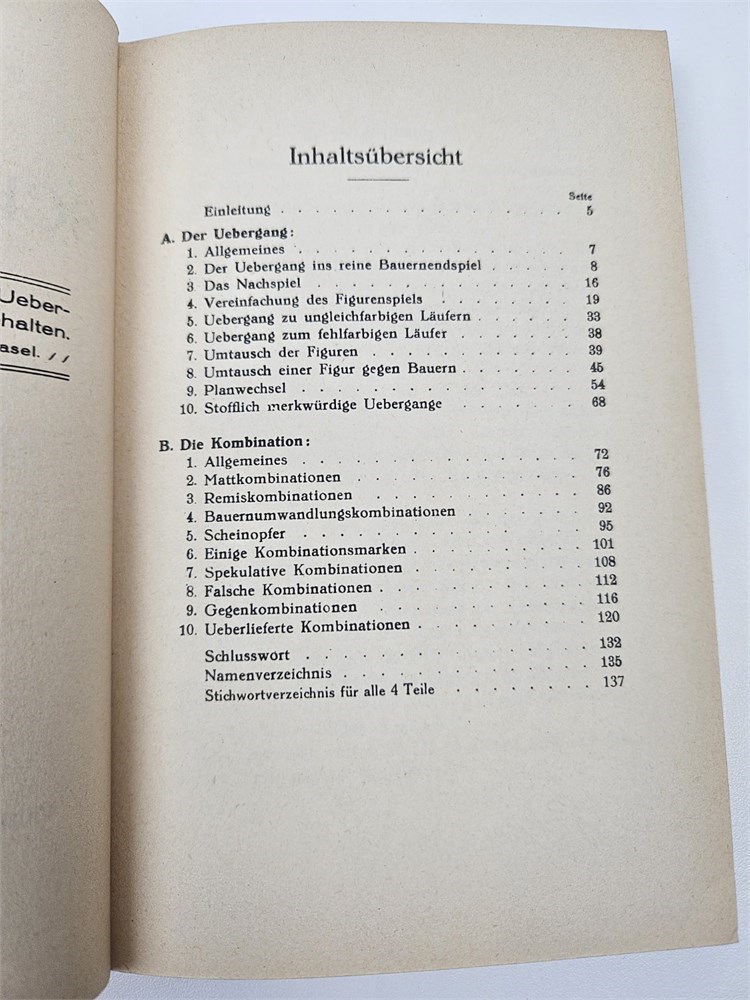 Ueber-
halten.
asel. / /
Inhaltsübersicht
Seite
Einleitung . . . . . . . . . . . . . . . . . 5
A. Der Uebergang:
1. Allgemeines . . . . . . . . . . . . . . . . 7
2. Der Uebergang ins reine Bauernendspiel . . . . . 8
3 Das Nachspiel . . . . . . . . . . . . . . . 16
4. Vereinfachung des Figurenspiels . . . . . . . . 19
5. Uebergang zu ungleichfarbigen Läufern . . . . . . 33
6. Uebergang zum fehlfarbigen Läufer . . . . . . . 38
7. Umtausch der Figuren . . . . . . . . . . . . 39
8. Umtausch einer Figur gegen Bauern . . . . . . . 45
9. Planwechsel . . . . . . . . . . . . . . . . 54
10. Stofflich merkwürdige Uebergange . . . . . . . 68
B. Die Kombination:
1. Allgemeines . . . . . . . . . . . . . . . . 72
2. Mattkombinationen . . . . . . . . . . . . . 76
3. Remiskombinationen . . . . . . . . . . . . 86
4. Bauernumwandlungskombinationen . . . . . . . 92
5. Scheinopfer . . . . . . . . . . . . . . . . 95
6. Einige Kombinationsmarken . . . . . . . . . . 101
7. Spekulative Kombinationen . . . . . . . . . . 108
8. Falsche Kombinationen . . . . . . . . . . . . 112
9. Gegenkombinationen . . . . . . . . . . . . 116
10. Ueberlieferte Kombinationen . . . . . . . . . 120
Schlusswort . . . . . . . . . . . . . . . . 132
Namenverzeichnis . . . . . . . . . . . . . . 135
Stichwortverzeichnis für alle 4 Teile . . . . . . . . 137